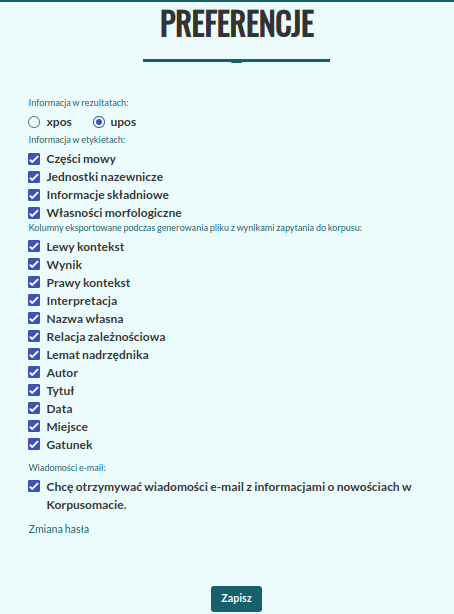 PREFERENCJE
Informacja w rezultatach:
xpos upos
Informacja w etykietach:
Części mowy
Jednostki nazewnicze
Informacje składniowe
Własności morfologiczne
Kolumny eksportowane podczas generowania pliku z wynikami zapytania do korpusu:
Lewy kontekst
Wynik
Prawy kontekst
Interpretacja
Nazwa własna
Relacja zależnościowa
Lemat nadrzędnika
Autor
Tytuł
Data
Miejsce
Gatunek
Wiadomości e-mail:
Chcę otrzymywać wiadomości e-mail z informacjami o nowościach w
Korpusomacie.
Zmiana hasła
Zapisz